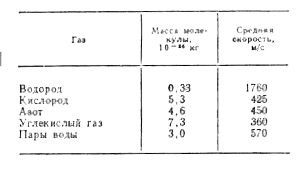 Газ Масса моле- Средняя
кулы, скорость,
10⁻²⁶ кг м/с
Водород 0,33 1760
Кислород 5,3 425
Азот 4,6 450
Углекислый газ 7,3 360
Пары воды 3,0 570